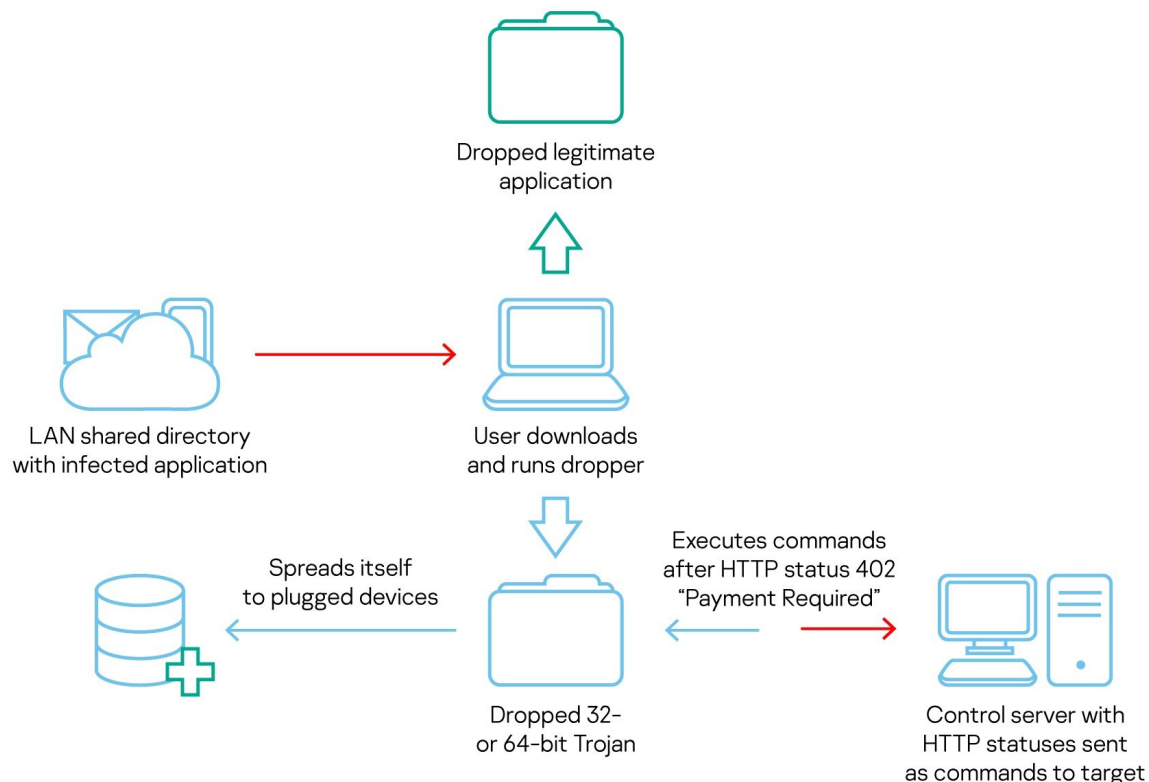 Dropped legitimate
application
LAN shared directory
with infected application
User downloads
and runs dropper
Spreads itself
to plugged devices
Executes commands
after HTTP status 402
“Payment Required”
Dropped 32-
or 64-bit Trojan
Control server with
HTTP statuses sent
as commands to target